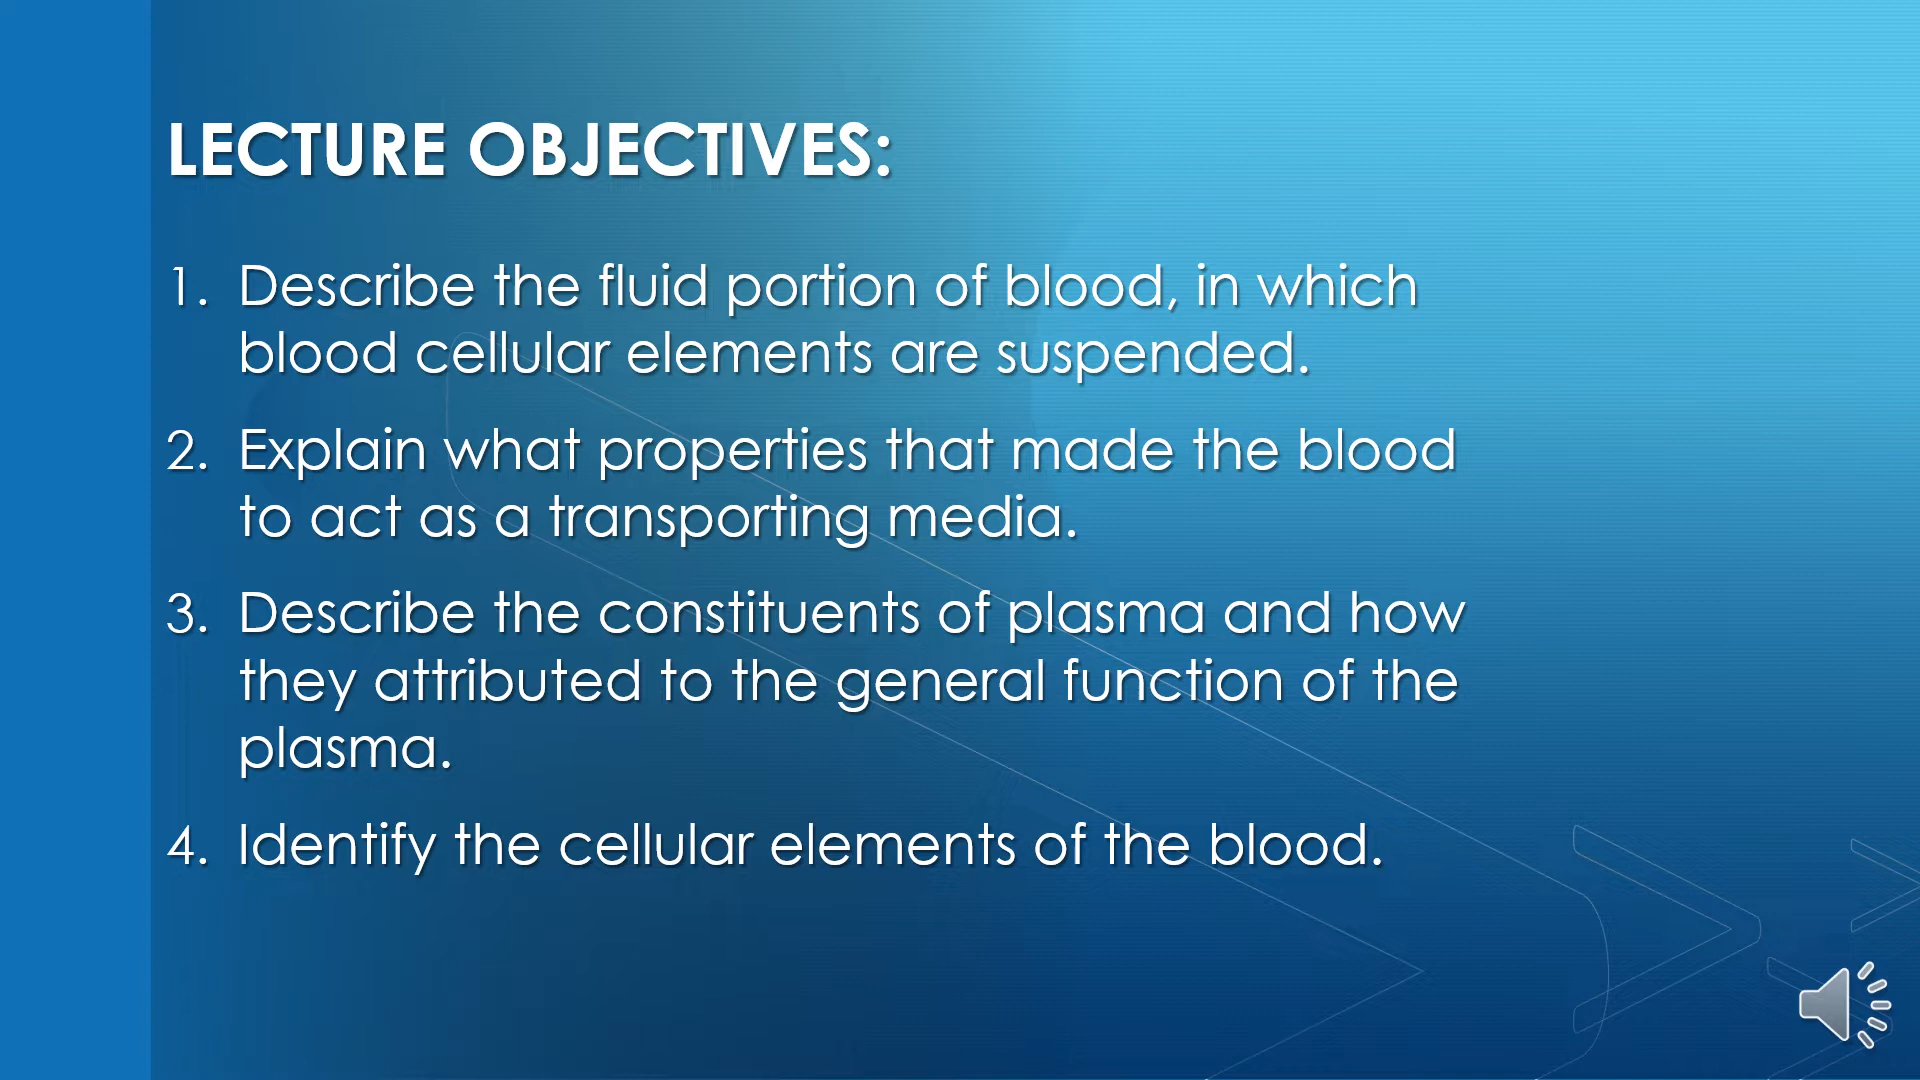 LECTURE OBJECTIVES:
1. Describe the fluid portion of blood, in which
blood cellular elements are suspended.
2. Explain what properties that made the blood
to act as a transporting media.
3. Describe the constituents of plasma and how
they attributed to the general function of the
plasma.
4. Identify the cellular elements of the blood.